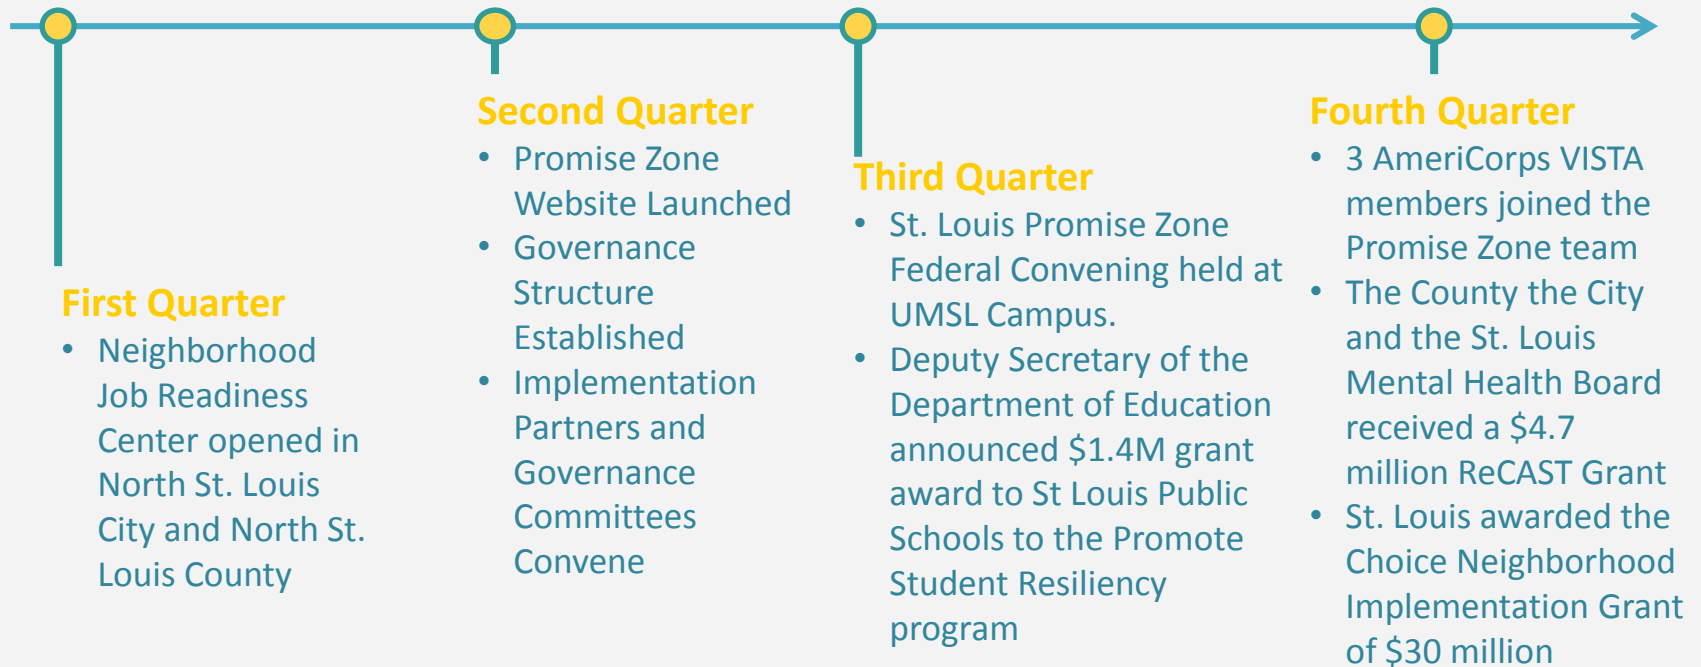 First Quarter
• Neighborhood
Job Readiness
Center opened in
North St. Louis
City and North St.
Louis County
Second Quarter
• Promise Zone
Website Launched
• Governance
Structure
Established
• Implementation
Partners and
Governance
Committees
Convene
Third Quarter
• St. Louis Promise Zone
Federal Convening held at
UMSL Campus.
• Deputy Secretary of the
Department of Education
announced $1.4M grant
award to St Louis Public
Schools to the Promote
Student Resiliency
program
Fourth Quarter
• 3 AmeriCorps VISTA
members joined the
Promise Zone team
• The County the City
and the St. Louis
Mental Health Board
received a $4.7
million ReCAST Grant
• St. Louis awarded the
Choice Neighborhood
Implementation Grant
of $30 million